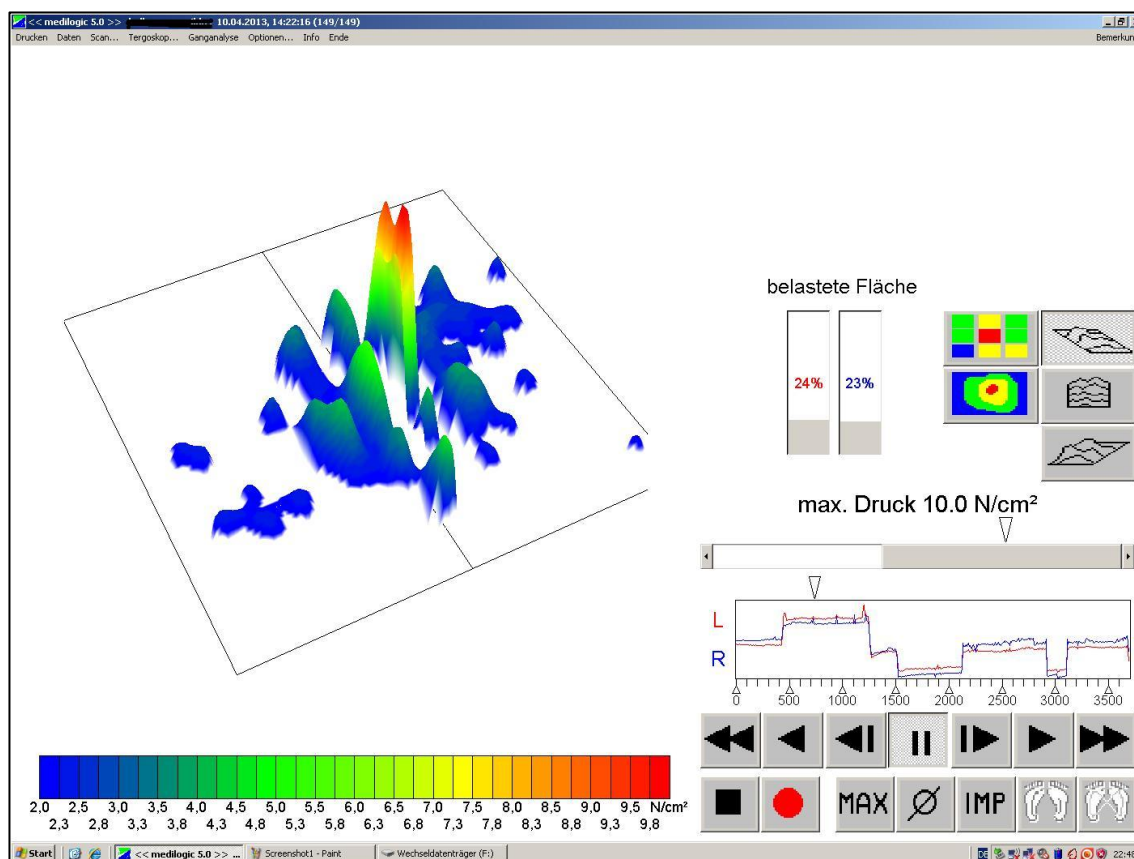 << medilogic 5.0 >> 10.04.2013, 14:22:16 (149/149)
Drucken Daten Scan... Tergoskop... Ganganalyse Optionen... Info Ende Bemerkun
belastete Fläche
24% 23%
max. Druck 10.0 N/cm²
L
R
0 500 1000 1500 2000 2500 3000 3500
MAX Ø IMP
2,0 2,5 3,0 3,5 4,0 4,5 5,0 5,5 6,0 6,5 7,0 7,5 8,0 8,5 9,0 9,5 N/cm²
2,3 2,8 3,3 3,8 4,3 4,8 5,3 5,8 6,3 6,8 7,3 7,8 8,3 8,8 9,3 9,8
Start << medilogic 5.0 >> ... Screenshot1 - Paint Wechseldatenträger (F:) DE